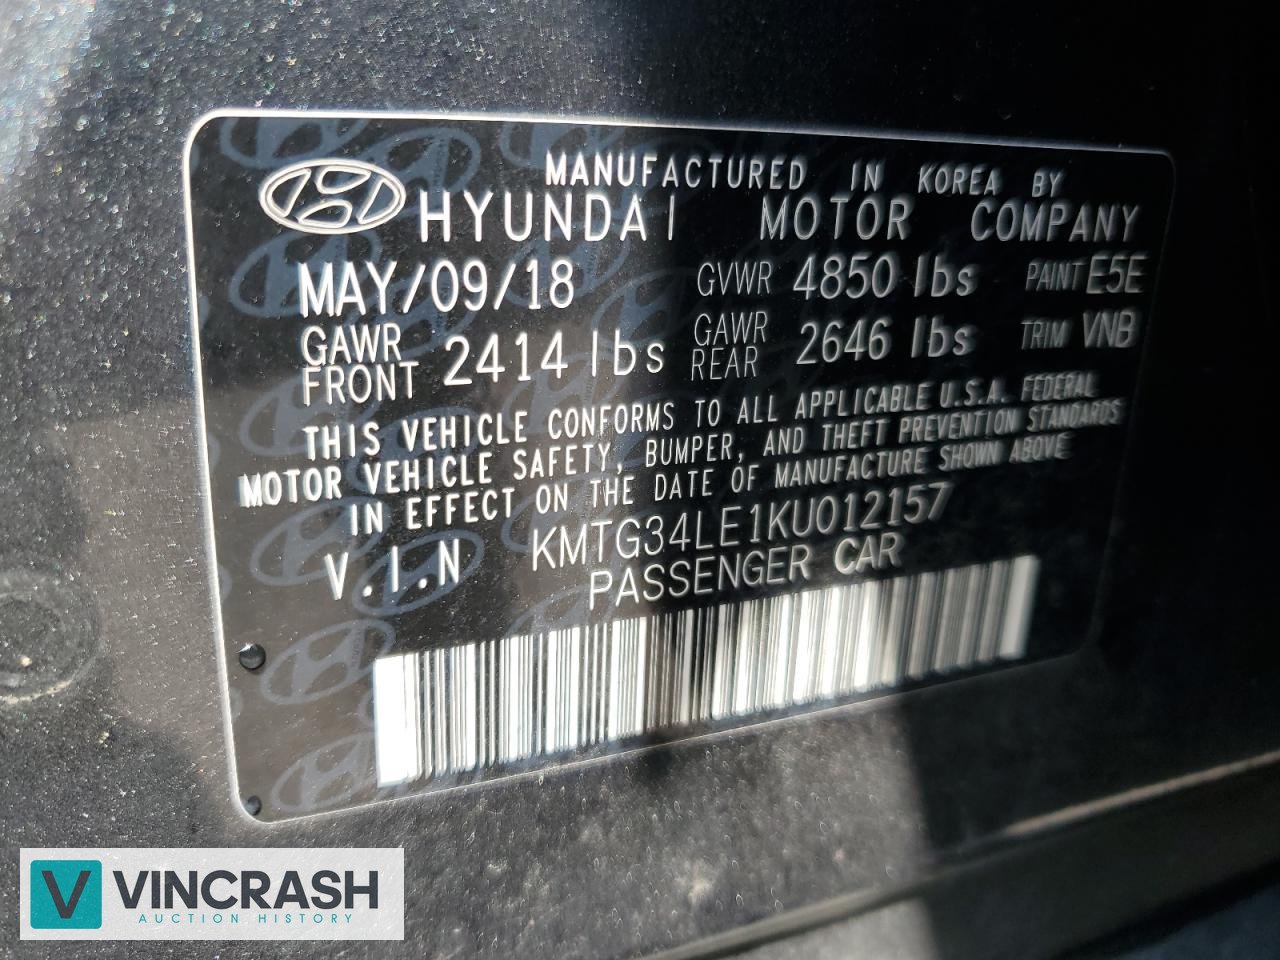 MANUFACTURED IN KOREA BY
HYUNDAI MOTOR COMPANY
MAY/09/18 GVWR 4850 lbs PAINT E5E
GAWR FRONT 2414 lbs GAWR REAR 2646 lbs TRIM VNB
THIS VEHICLE CONFORMS TO ALL APPLICABLE U.S.A. FEDERAL
MOTOR VEHICLE SAFETY, BUMPER, AND THEFT PREVENTION STANDARDS
IN EFFECT ON THE DATE OF MANUFACTURE SHOWN ABOVE
V.I.N KMTG34LE1KU012157
PASSENGER CAR
V VINCRASH
AUCTION HISTORY